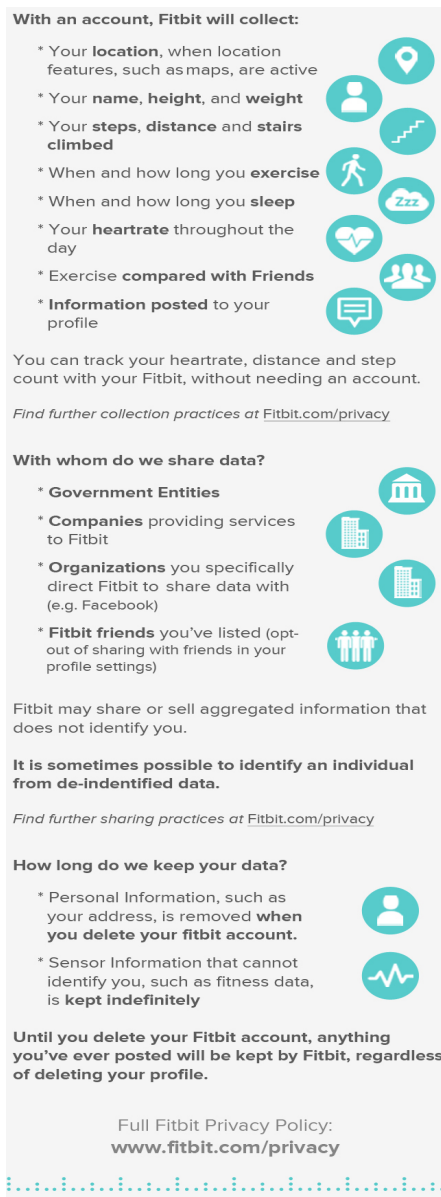 With an account, Fitbit will collect:
* Your location, when location
features, such as maps, are active
* Your name, height, and weight
* Your steps, distance and stairs
climbed
* When and how long you exercise
* When and how long you sleep
Zzz
* Your heartrate throughout the
day
* Exercise compared with Friends
* Information posted to your
profile
You can track your heartrate, distance and step
count with your Fitbit, without needing an account.
Find further collection practices at Fitbit.com/privacy
With whom do we share data?
* Government Entities
* Companies providing services
to Fitbit
* Organizations you specifically
direct Fitbit to share data with
(e.g. Facebook)
* Fitbit friends you've listed (opt-
out of sharing with friends in your
profile settings)
Fitbit may share or sell aggregated information that
does not identify you.
It is sometimes possible to identify an individual
from de-indentified data.
Find further sharing practices at Fitbit.com/privacy
How long do we keep your data?
* Personal Information, such as
your address, is removed when
you delete your fitbit account.
* Sensor Information that cannot
identify you, such as fitness data,
is kept indefinitely
Until you delete your Fitbit account, anything
you've ever posted will be kept by Fitbit, regardless
of deleting your profile.
Full Fitbit Privacy Policy:
www.fitbit.com/privacy